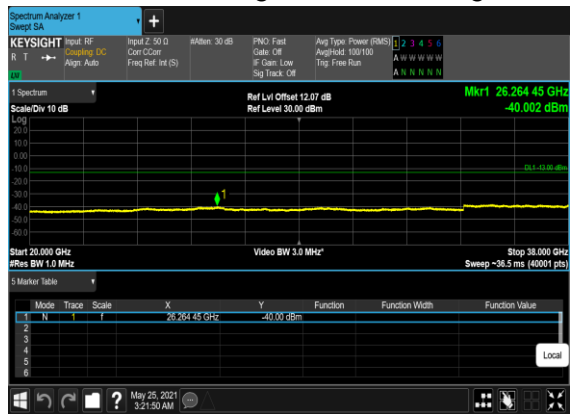 Spectrum Analyzer 1
Swept SA
KEYSIGHT Input: RF Input Z: 50 Ω #Atten: 30 dB PNO: Fast Avg Type: Power (RMS) 1 2 3 4 5 6
R T Coupling: DC Corr CCorr Gate: Off Avg|Hold: 100/100 A W W W W W
Align: Auto Freq Ref: Int (S) IF Gain: Low Trig: Free Run
LW Sig Track: Off A N N N N N
1 Spectrum Ref Lvl Offset 12.07 dB Mkr1 26.264 45 GHz
Scale/Div 10 dB Ref Level 30.00 dBm -40.002 dBm
Log
20.0
10.0
0.00
-10.0 DL1 -13.00 dBm
-20.0
-30.0
-40.0 1
-50.0
-60.0
Start 20.000 GHz Video BW 3.0 MHz* Stop 38.000 GHz
#Res BW 1.0 MHz Sweep ~36.5 ms (40001 pts)
5 Marker Table
Mode Trace Scale X Y Function Function Width Function Value
1 N 1 f 26.264 45 GHz -40.00 dBm
2
3
4
5 Local
6
May 25, 2021
3:21:50 AM